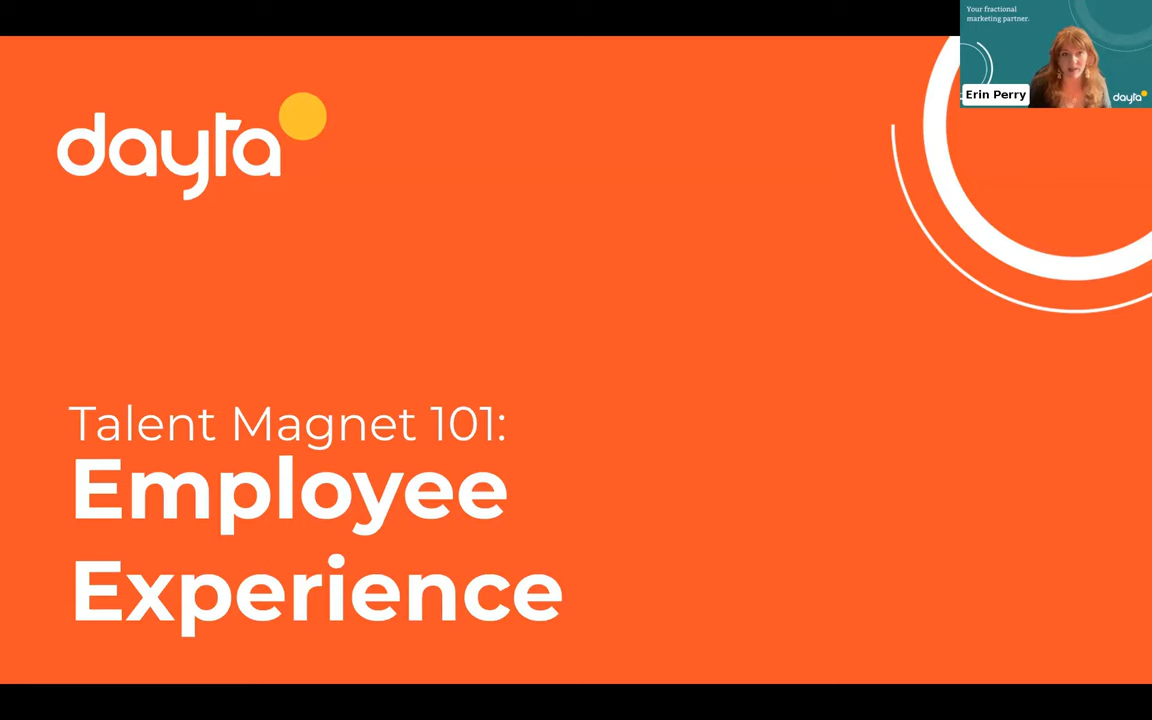 Your fractional
marketing partner.
Erin Perry
dayta
dayta
Talent Magnet 101:
Employee
Experience